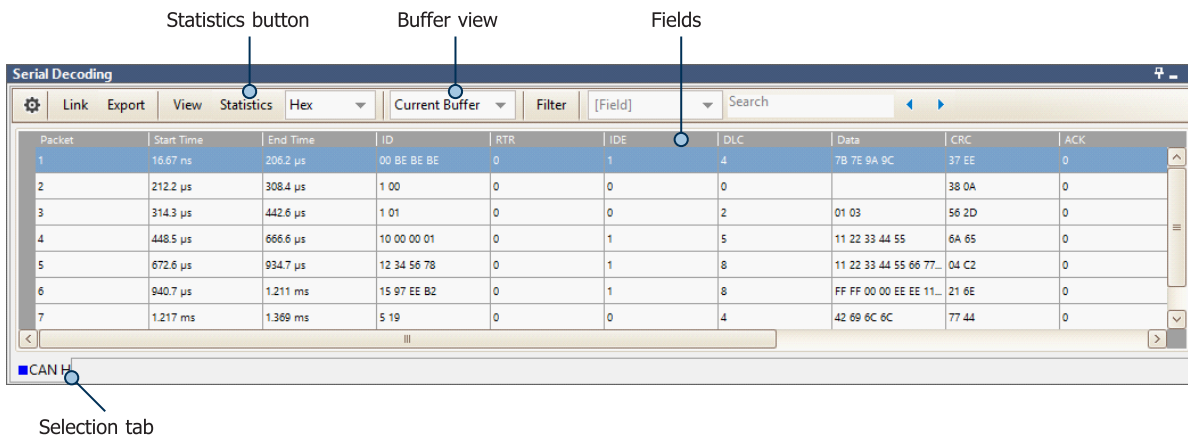 Statistics button Buffer view Fields
Serial Decoding
Link Export View Statistics Hex Current Buffer Filter [Field] Search
Packet Start Time End Time ID RTR IDE DLC Data CRC ACK
1 16.67 ns 206.2 µs 00 BE BE BE 0 1 4 7B 7E 9A 9C 37 EE 0
2 212.2 µs 308.4 µs 1 00 0 0 0 38 0A 0
3 314.3 µs 442.6 µs 1 01 0 0 2 01 03 56 2D 0
4 448.5 µs 666.6 µs 10 00 00 01 0 1 5 11 22 33 44 55 6A 65 0
5 672.6 µs 934.7 µs 12 34 56 78 0 1 8 11 22 33 44 55 66 77... 04 C2 0
6 940.7 µs 1.211 ms 15 97 EE B2 0 1 8 FF FF 00 00 EE EE 11... 21 6E 0
7 1.217 ms 1.369 ms 5 19 0 0 4 42 69 6C 6C 77 44 0
CAN H
Selection tab